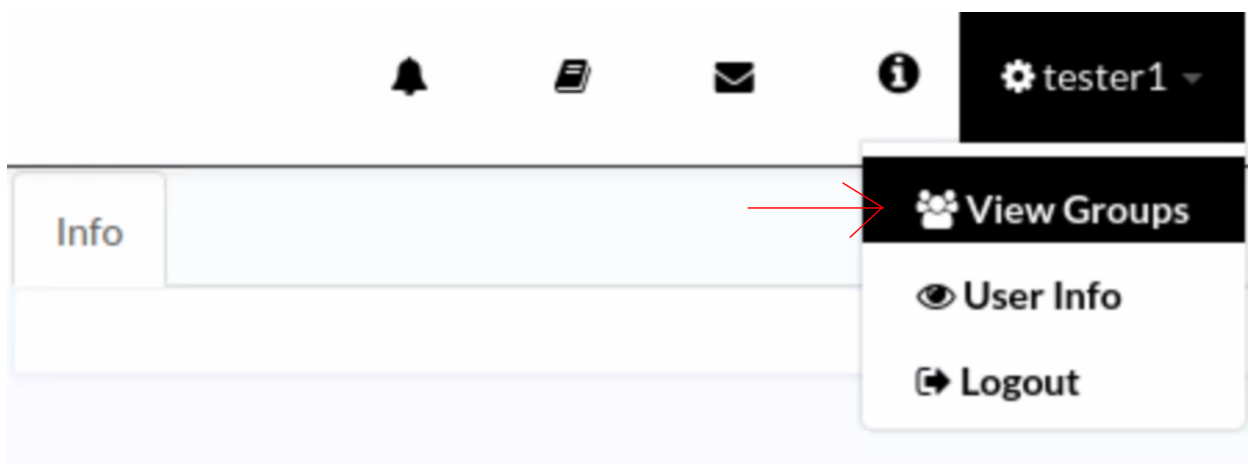 tester1
View Groups
Info
User Info
Logout